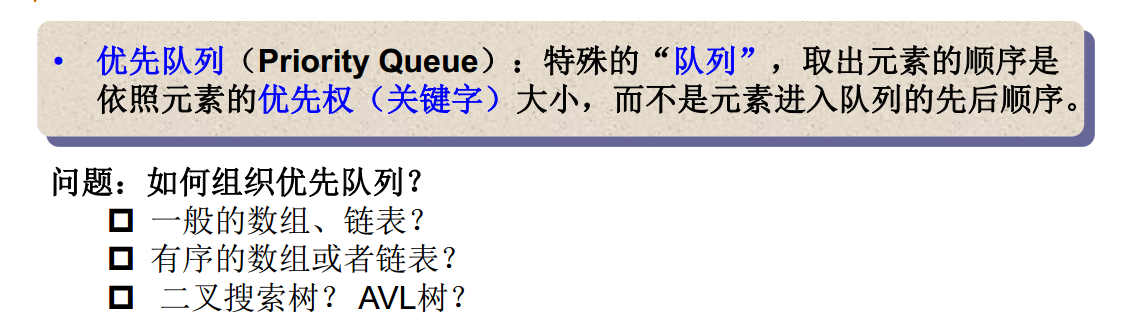 • 优先队列（Priority Queue）：特殊的“队列”，取出元素的顺序是
依照元素的优先权（关键字）大小，而不是元素进入队列的先后顺序。
问题：如何组织优先队列？
一般的数组、链表？
有序的数组或者链表？
二叉搜索树？ AVL树？